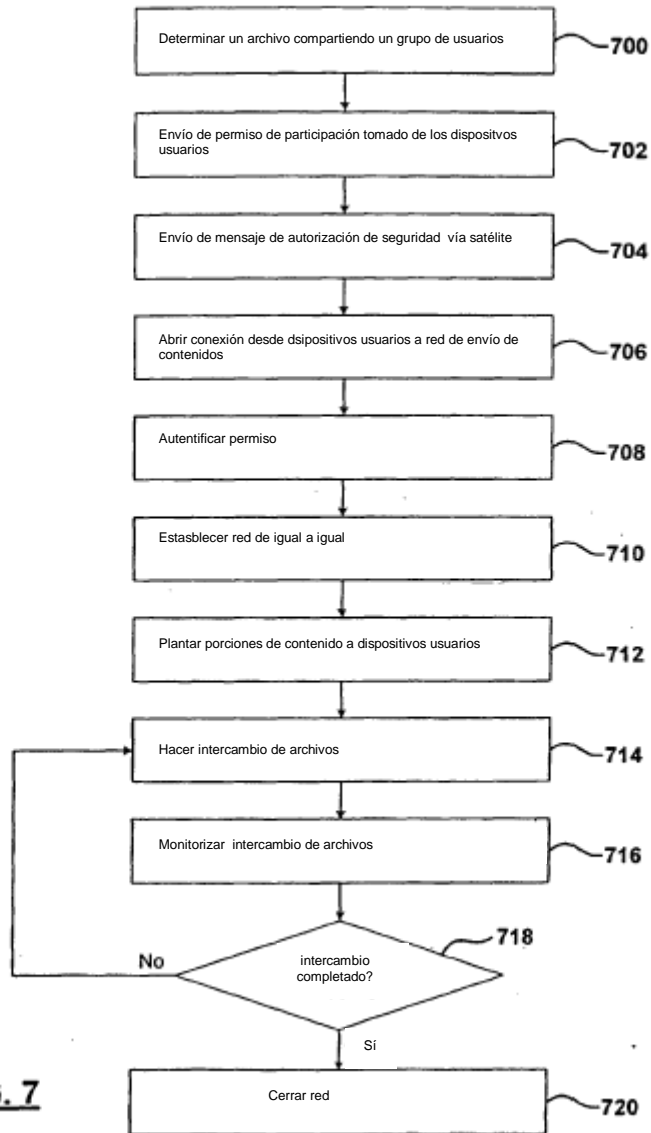 Determinar un archivo compartiendo un grupo de usuarios
700
Envío de permiso de participación tomado de los dispositvos
usuarios
702
Envío de mensaje de autorización de seguridad vía satélite
704
Abrir conexión desde dsipositivos usuarios a red de envío de
contenidos
706
Autentificar permiso
708
Estasblecer red de igual a igual
710
Plantar porciones de contenido a dispositivos usuarios
712
Hacer intercambio de archivos
714
Monitorizar intercambio de archivos
716
718
No
intercambio
completado?
Sí
. 7
Cerrar red
720